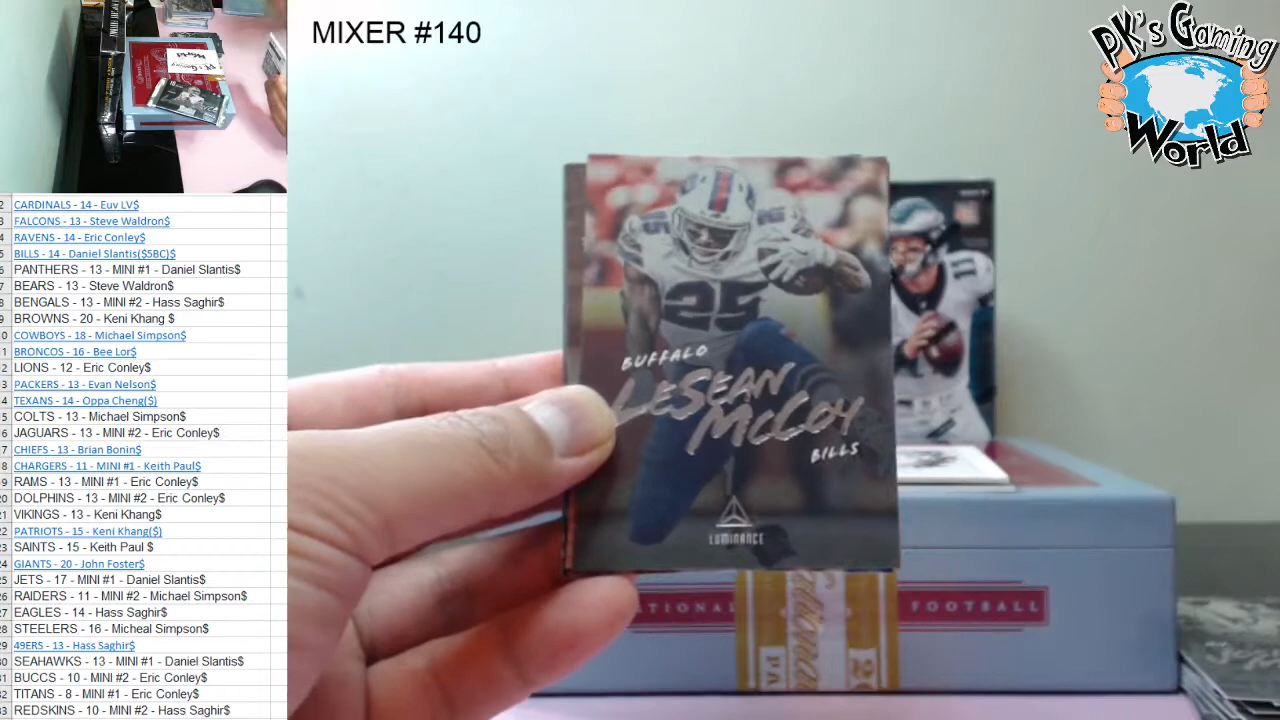 MIXER #140
PK's Gaming
World
CARDINALS - 14 - Euv LV$
FALCONS - 13 - Steve Waldron$
RAVENS - 14 - Eric Conley$
BILLS - 14 - Daniel Slantis($5BC)$
PANTHERS - 13 - MINI #1 - Daniel Slantis$
BEARS - 13 - Steve Waldron$
BENGALS - 13 - MINI #2 - Hass Saghir$
BROWNS - 20 - Keni Khang $
COWBOYS - 18 - Michael Simpson$
BRONCOS - 16 - Bee Lor$
LIONS - 12 - Eric Conley$
PACKERS - 13 - Evan Nelson$
TEXANS - 14 - Oppa Cheng($)
COLTS - 13 - Michael Simpson$
JAGUARS - 13 - MINI #2 - Eric Conley$
CHIEFS - 13 - Brian Bonin$
CHARGERS - 11 - MINI #1 - Keith Paul$
RAMS - 13 - MINI #1 - Eric Conley$
DOLPHINS - 13 - MINI #2 - Eric Conley$
VIKINGS - 13 - Keni Khang$
PATRIOTS - 15 - Keni Khang($)
SAINTS - 15 - Keith Paul $
GIANTS - 20 - John Foster$
JETS - 17 - MINI #1 - Daniel Slantis$
RAIDERS - 11 - MINI #2 - Michael Simpson$
EAGLES - 14 - Hass Saghir$
STEELERS - 16 - Micheal Simpson$
49ERS - 13 - Hass Saghir$
SEAHAWKS - 13 - MINI #1 - Daniel Slantis$
BUCCS - 10 - MINI #2 - Eric Conley$
TITANS - 8 - MINI #1 - Eric Conley$
REDSKINS - 10 - MINI #2 - Hass Saghir$
25
25
11
BUFFALO
LESEAN
MCCOY
BILLS
LUMINANCE
FOOTBALL